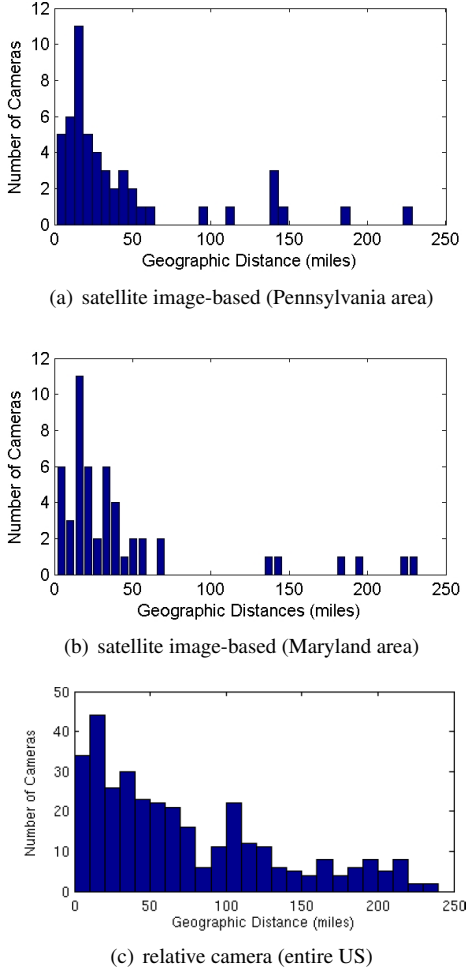 12
10
8
6
4
2
0
Number of Cameras
0 50 100 150 200 250
Geographic Distance (miles)
(a) satellite image-based (Pennsylvania area)
12
10
8
6
4
2
0
Number of Cameras
0 50 100 150 200 250
Geographic Distances (miles)
(b) satellite image-based (Maryland area)
50
40
30
20
10
0
Number of Cameras
0 50 100 150 200 250
Geographic Distance (miles)
(c) relative camera (entire US)